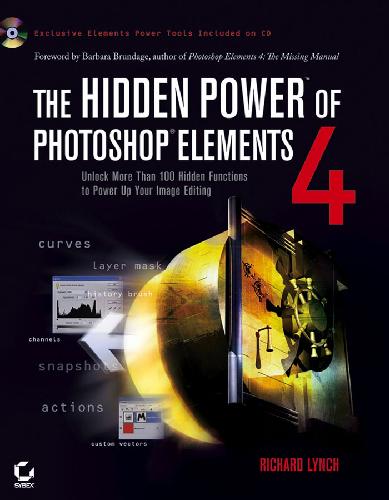 Exclusive Elements Power Tools Included on CD
Foreword by Barbara Brundage, author of Photoshop Elements 4: The Missing Manual
THE HIDDEN POWER™ OF
PHOTOSHOP® ELEMENTS
4
Unlock More Than 100 Hidden Functions
to Power Up Your Image Editing
curves
layer mask
history brush
channels
snapshots
actions
custom vectors
RICHARD LYNCH
SYBEX